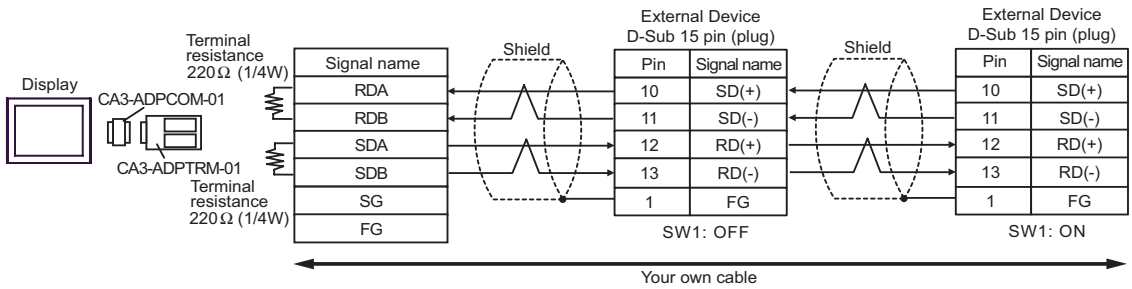 Display
CA3-ADPCOM-01
CA3-ADPTRM-01
Terminal
resistance
220Ω (1/4W)
Terminal
resistance
220Ω (1/4W)
Signal name
RDA
RDB
SDA
SDB
SG
FG
Shield
External Device
D-Sub 15 pin (plug)
Pin Signal name
10 SD(+)
11 SD(-)
12 RD(+)
13 RD(-)
1 FG
SW1: OFF
Shield
External Device
D-Sub 15 pin (plug)
Pin Signal name
10 SD(+)
11 SD(-)
12 RD(+)
13 RD(-)
1 FG
SW1: ON
Your own cable